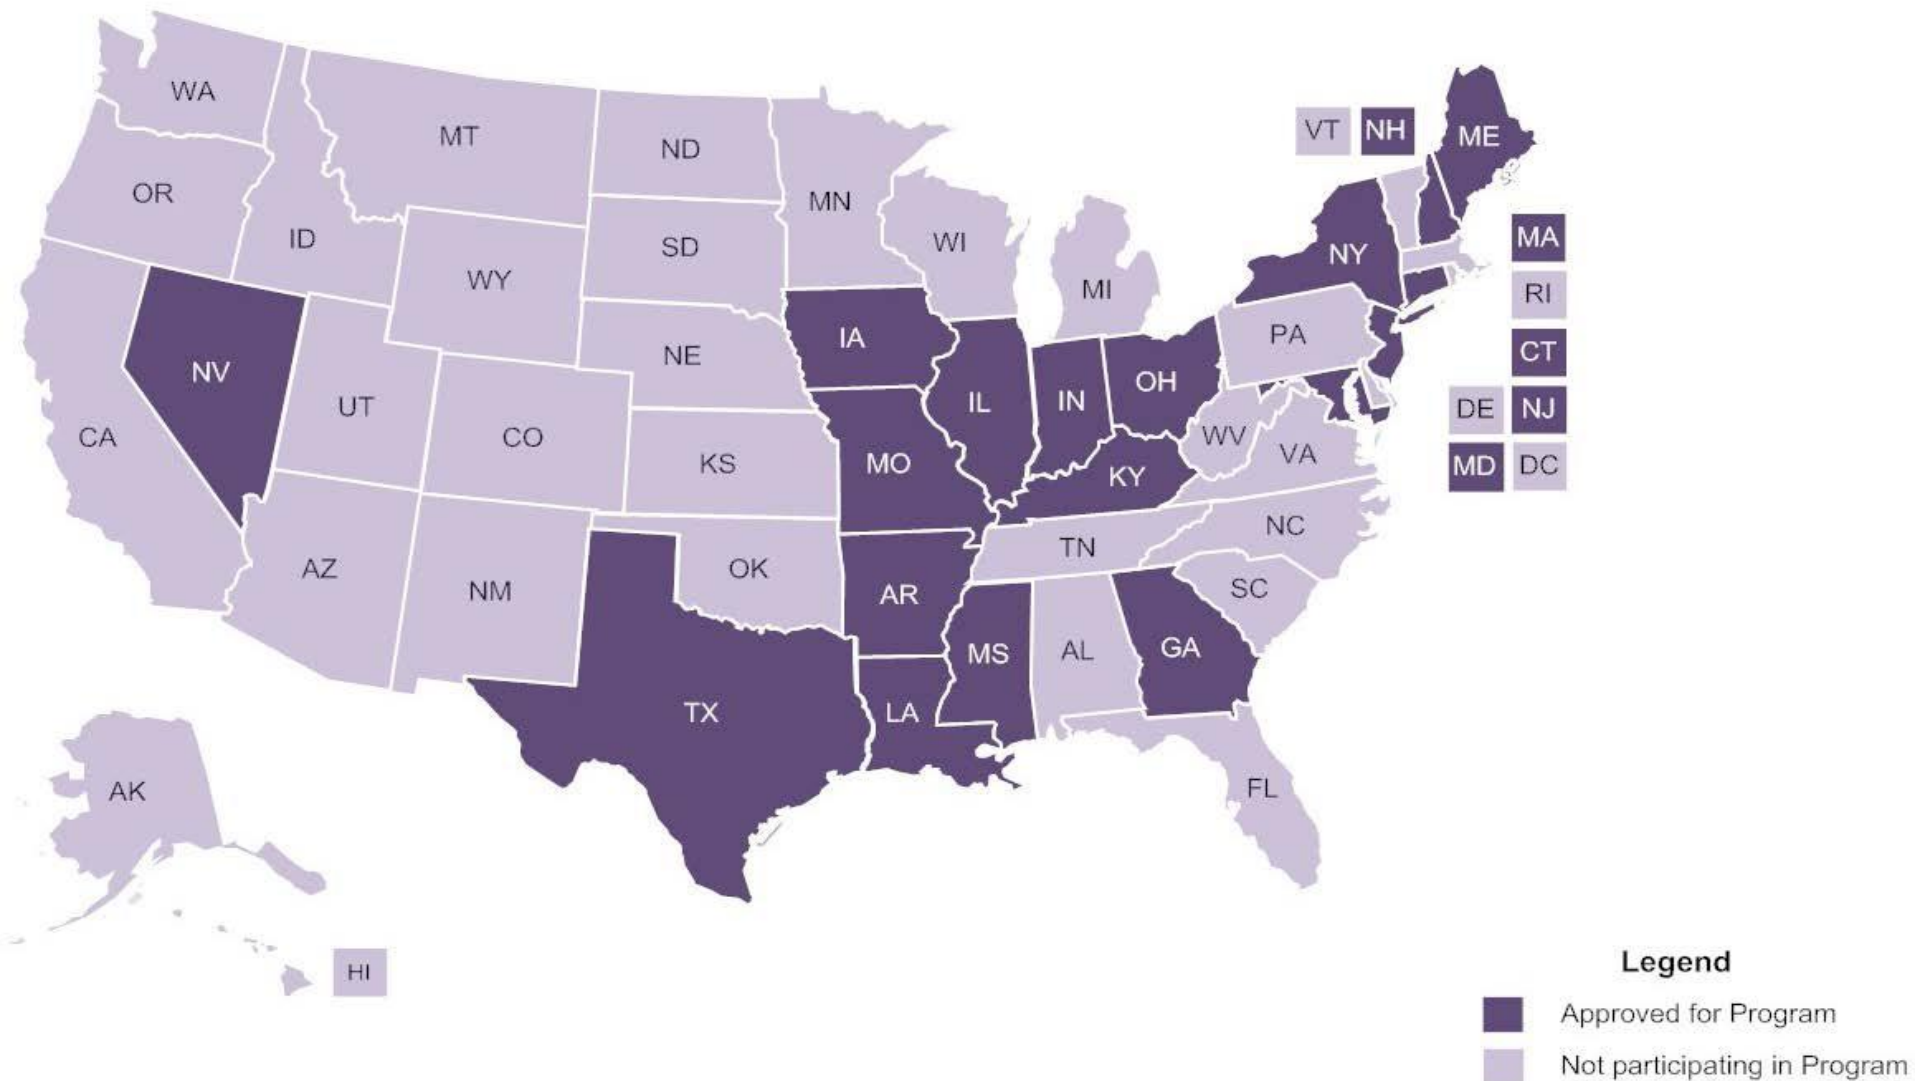 WA
MT
ND
VT NH ME
OR
ID
MN
SD
WI
NY
MA
WY
MI
RI
NV
IA
NE
PA
CT
UT
OH
IL
IN
DE NJ
CA
CO
KS
MO
KY
WV
VA
MD DC
AZ
NM
OK
TN
NC
AR
SC
MS
AL
GA
TX
LA
AK
FL
HI
Legend
Approved for Program
Not participating in Program